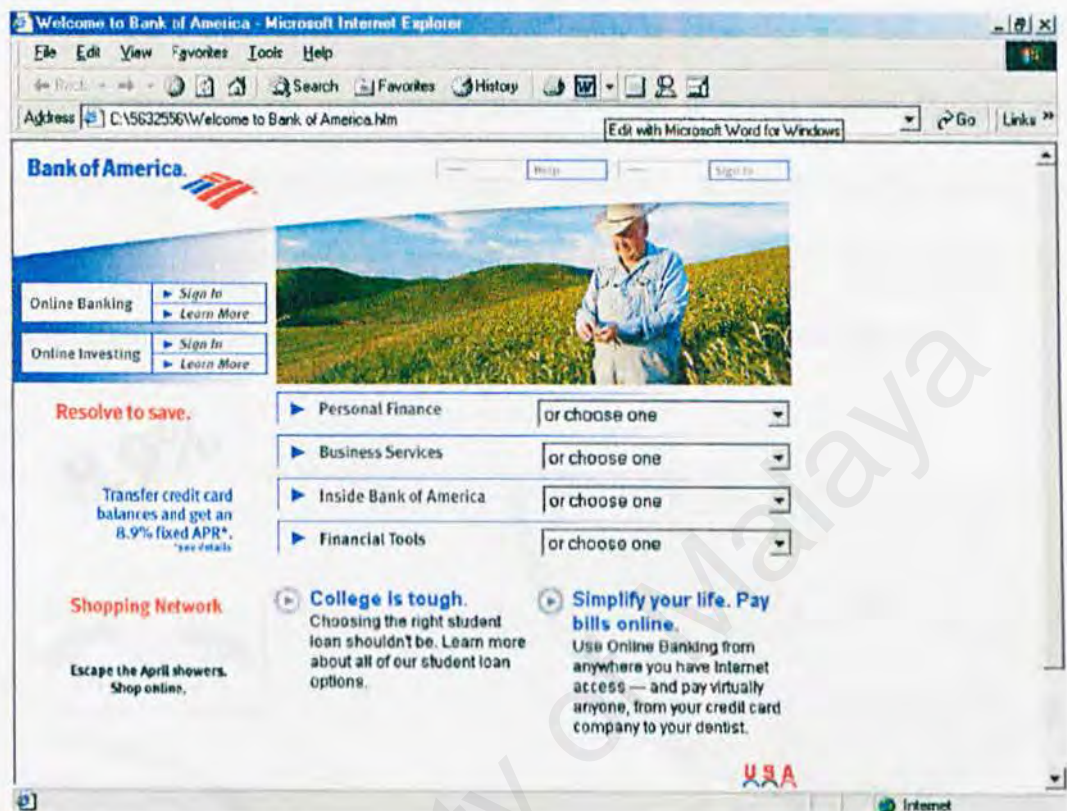 Welcome to Bank of America - Microsoft Internet Explorer
File Edit View Favorites Tools Help
Back Search Favorites History
Address C:\5632556\Welcome to Bank of America.htm Go Links »
Edit with Microsoft Word for Windows
Bank of America.
Help Sign In
Online Banking
Sign In
Learn More
Online Investing
Sign In
Learn More
Resolve to save.
Transfer credit card
balances and get an
8.9% fixed APR*.
*see details
Shopping Network
Escape the April showers.
Shop online.
Personal Finance or choose one
Business Services or choose one
Inside Bank of America or choose one
Financial Tools or choose one
College is tough.
Choosing the right student
loan shouldn't be. Learn more
about all of our student loan
options.
Simplify your life. Pay
bills online.
Use Online Banking from
anywhere you have Internet
access — and pay virtually
anyone, from your credit card
company to your dentist.
USA
Internet
University of Malaya